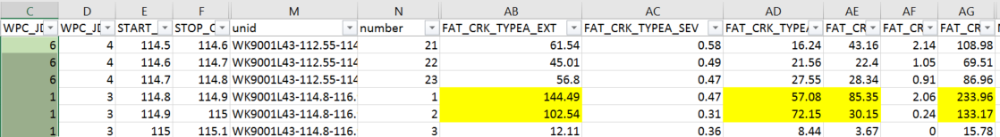 C D E F M N AB AC AD AE AF AG
WPC_JD WPC_JD START_ STOP_C unid number FAT_CRK_TYPEA_EXT FAT_CRK_TYPEA_SEV FAT_CRK_TYPEA FAT_CR FAT_CR FAT_CR
6 4 114.5 114.6 WK9001L43-112.55-114 21 61.54 0.58 16.24 43.16 2.14 108.98
6 4 114.6 114.7 WK9001L43-112.55-114 22 45.01 0.49 21.56 22.4 1.05 69.51
6 4 114.7 114.8 WK9001L43-112.55-114 23 56.8 0.47 27.55 28.34 0.91 86.96
1 3 114.8 114.9 WK9001L43-114.8-116. 1 144.49 0.47 57.08 85.35 2.06 233.96
1 3 114.9 115 WK9001L43-114.8-116. 2 102.54 0.31 72.15 30.15 0.24 133.17
1 3 115 115.1 WK9001L43-114.8-116. 3 12.11 0.36 8.44 3.67 0 15.78